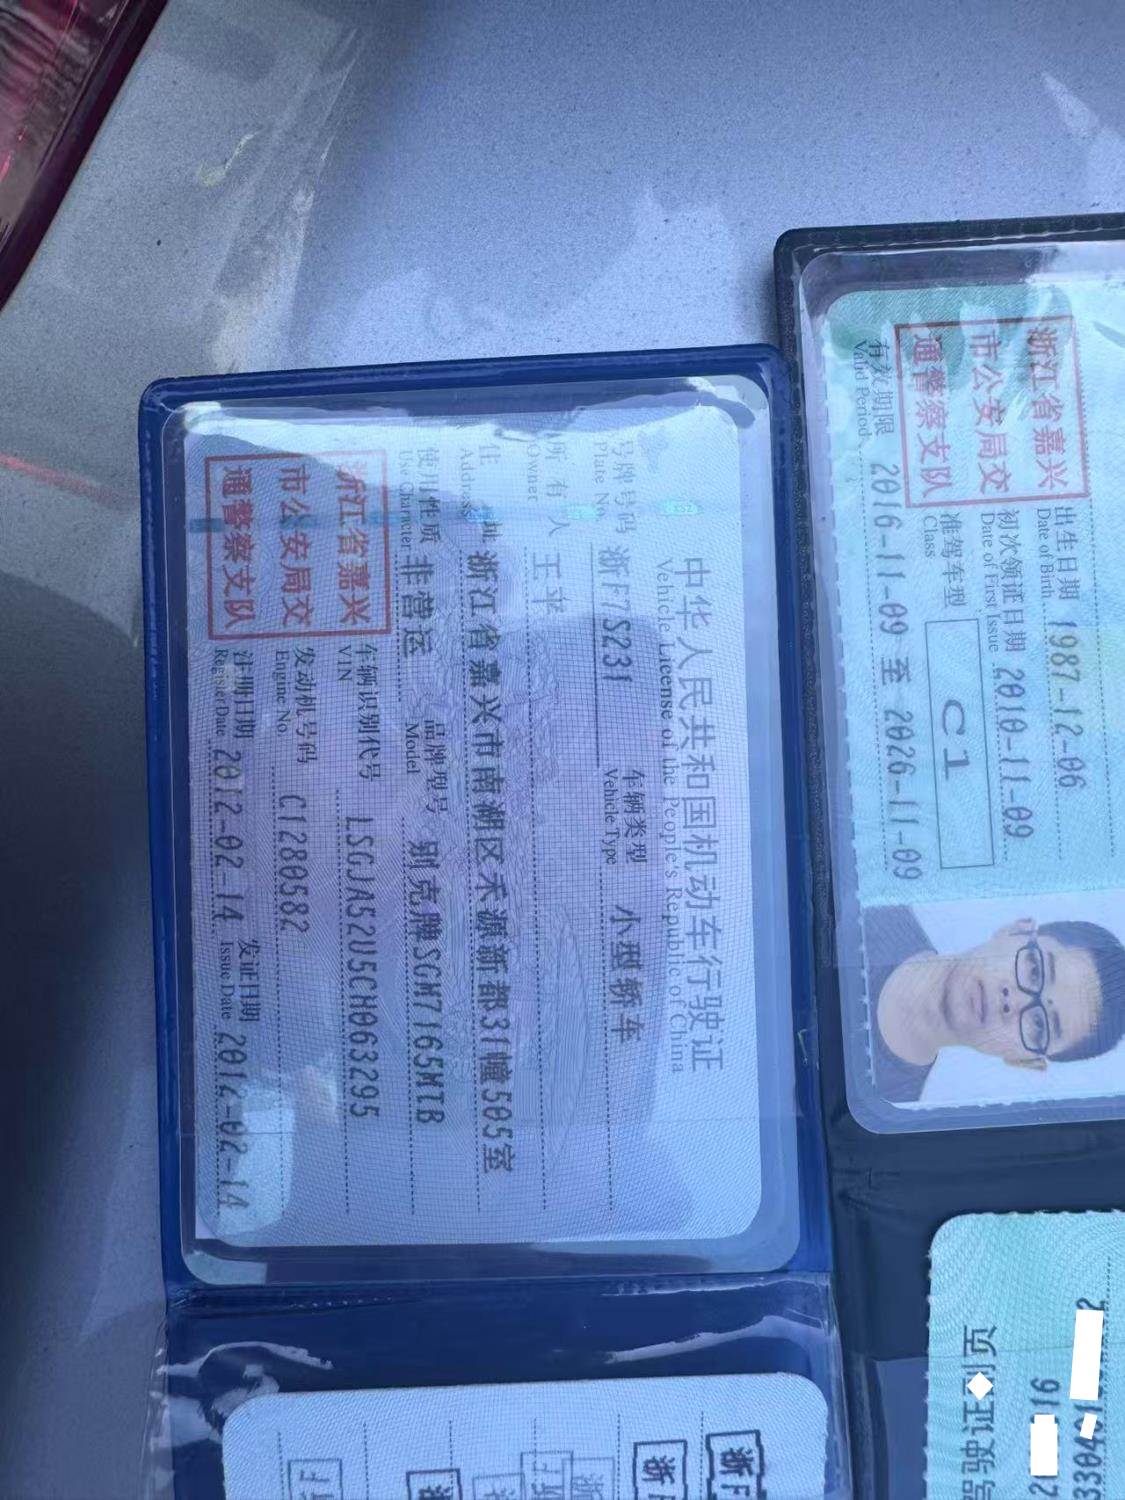 中华人民共和国机动车行驶证
Vehicle License of the People's Republic of China
号牌号码 浙F7S231 车辆类型 小型轿车
Plate No. Vehicle Type
所有人
Owner
住址 浙江省嘉兴市南湖区禾源新都31幢505室
Address
使用性质 非营运 品牌型号 别克牌SGM7165MTB
Use Character Model
浙江省嘉兴
市公安局交
通警察支队
车辆识别代号 LSGJA52U5CH063295
VIN
发动机号码 C1280582
Engine No.
注册日期 2012-02-14 发证日期 2012-02-14
Register Date Issue Date
出生日期 1987-12-06
Date of Birth
初次领证日期 2010-11-09
Date of First Issue
准驾车型 C1
Class
浙江省嘉兴
市公安局交
通警察支队
有效期限 2016-11-09 至 2026-11-09
Valid Period